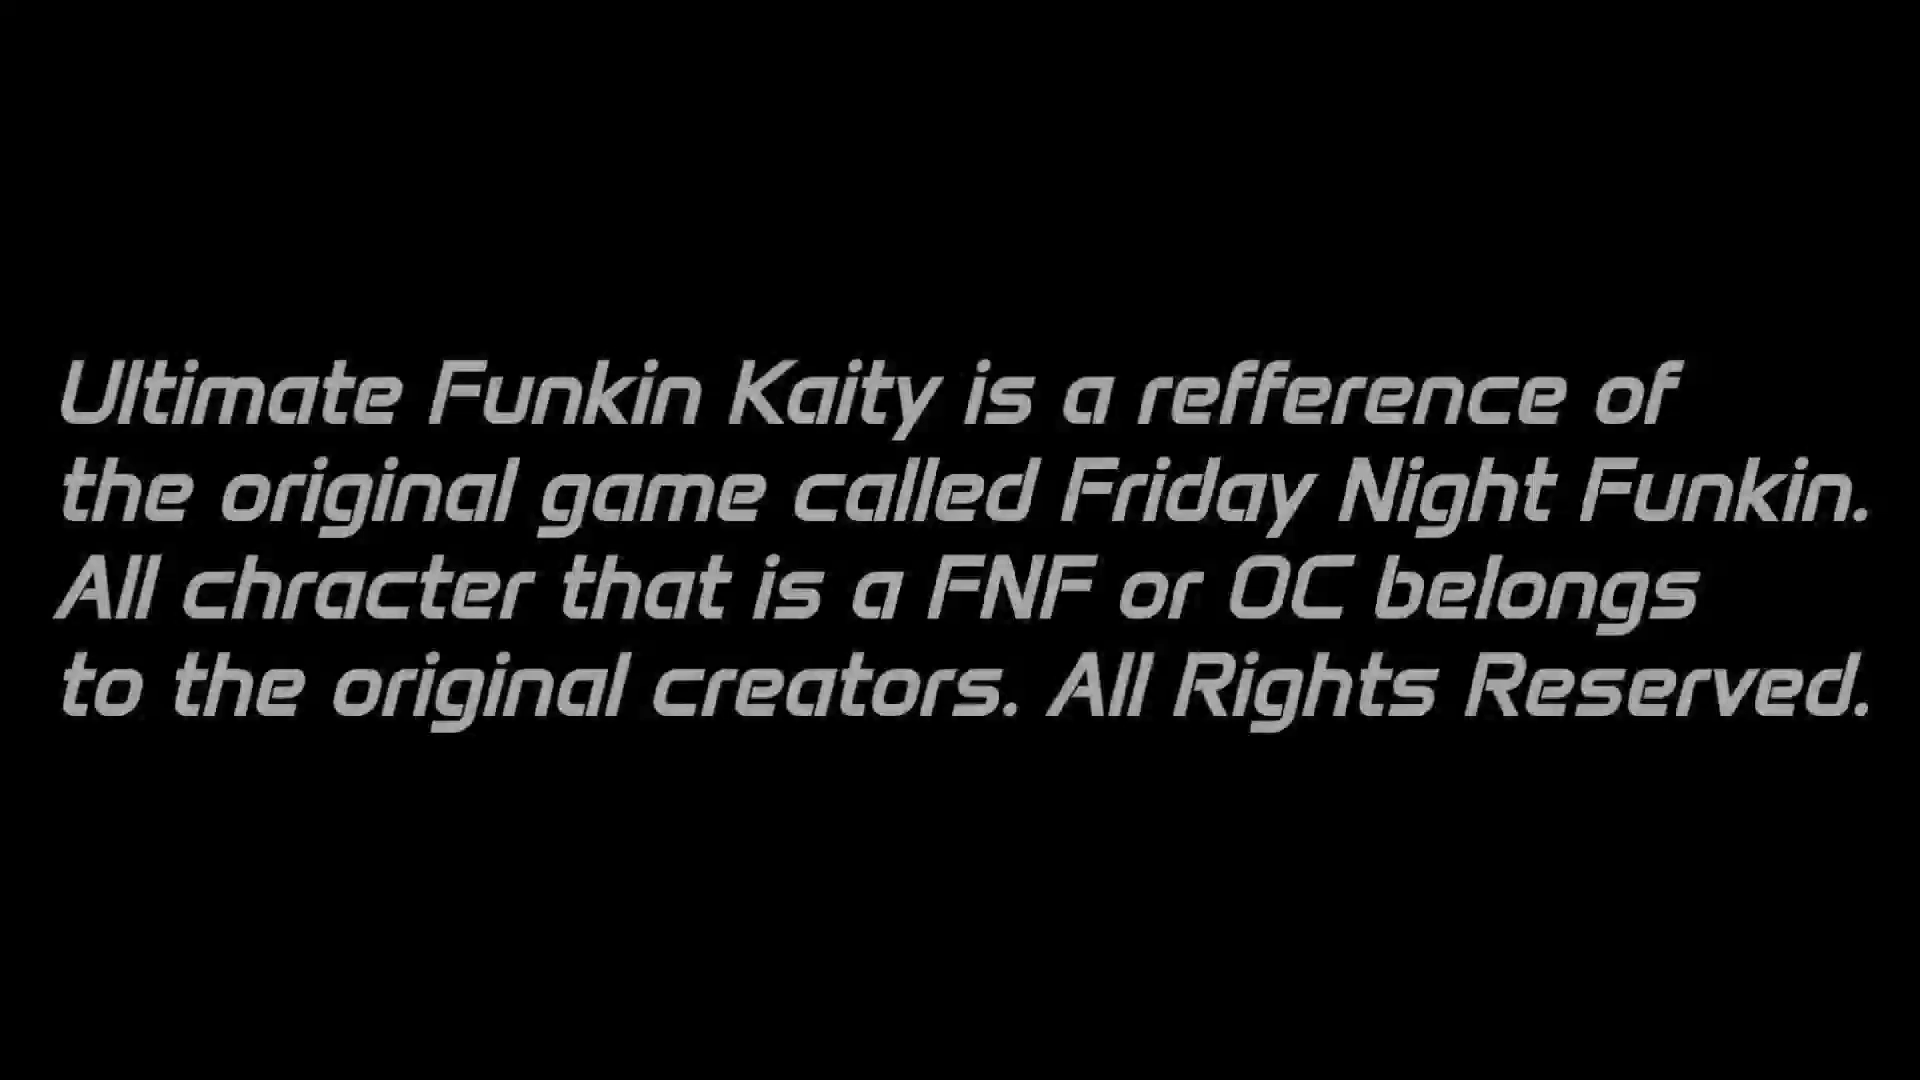 Ultimate Funkin Kaity is a refference of
the original game called Friday Night Funkin.
All chracter that is a FNF or OC belongs
to the original creators. All Rights Reserved.